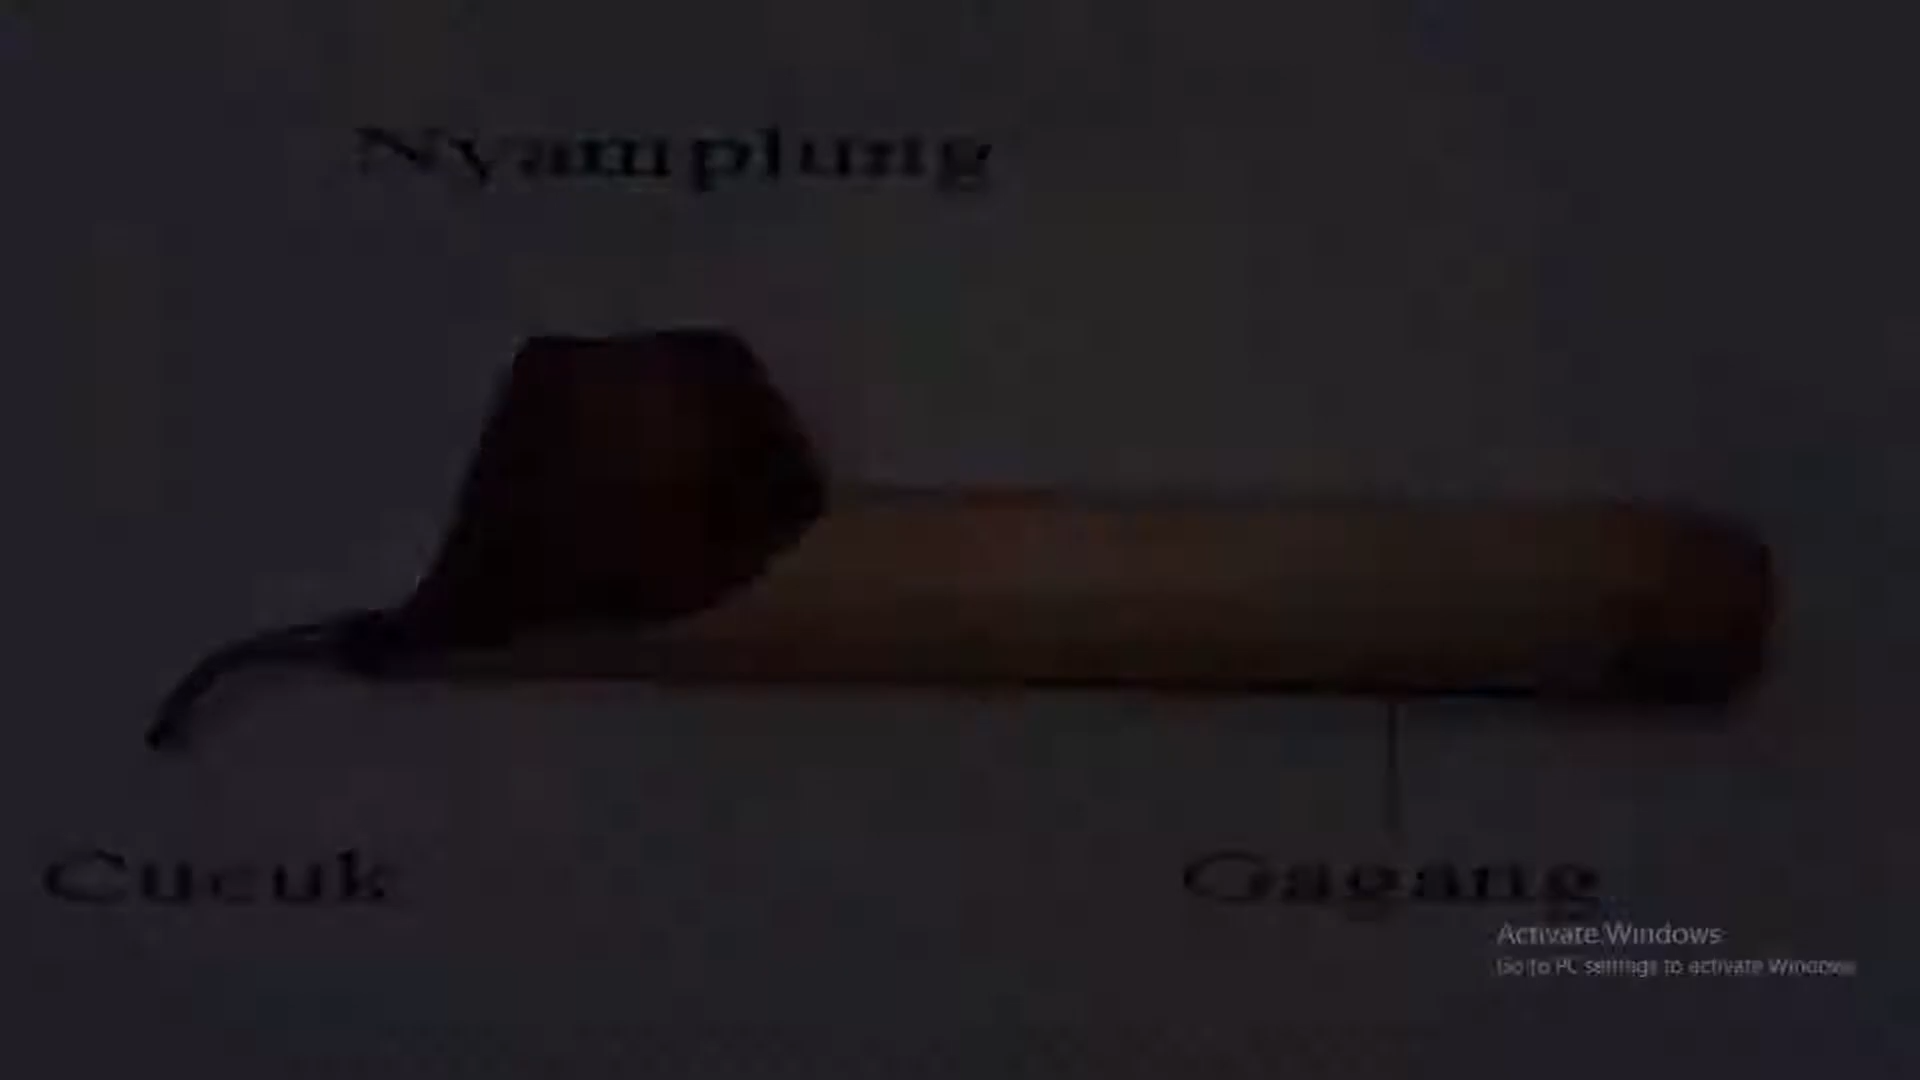 Nyamplung
Cucuk
Gagang
Activate Windows
Go to PC settings to activate Windows